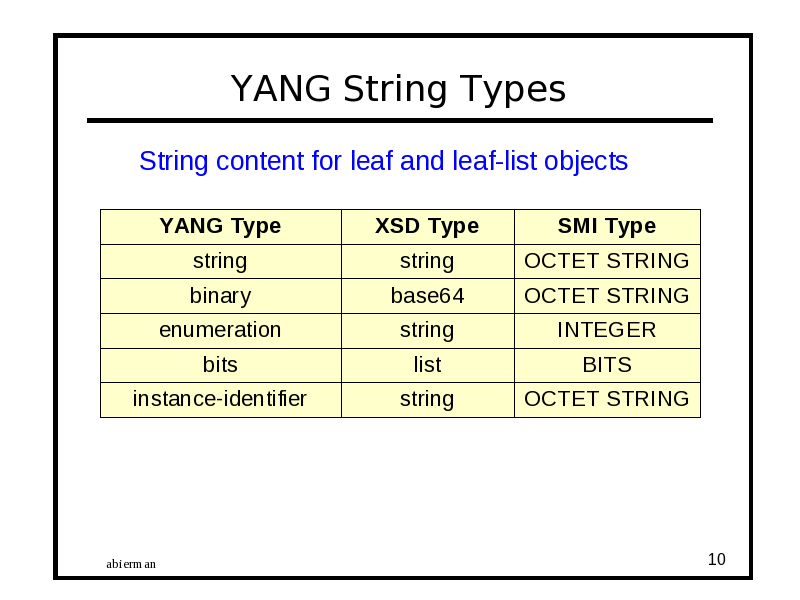 YANG String Types
String content for leaf and leaf-list objects
YANG Type XSD Type SMI Type
string string OCTET STRING
binary base64 OCTET STRING
enumeration string INTEGER
bits list BITS
instance-identifier string OCTET STRING
abierman 10